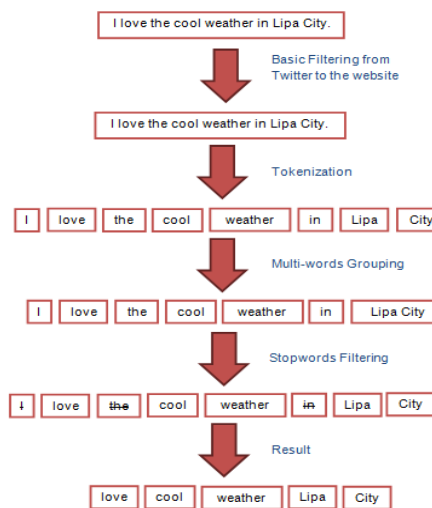 I love the cool weather in Lipa City.
Basic Filtering from
Twitter to the website
I love the cool weather in Lipa City.
Tokenization
I love the cool weather in Lipa City
Multi-words Grouping
I love the cool weather in Lipa City
Stopwords Filtering
I love the cool weather in Lipa City
Result
love cool weather Lipa City